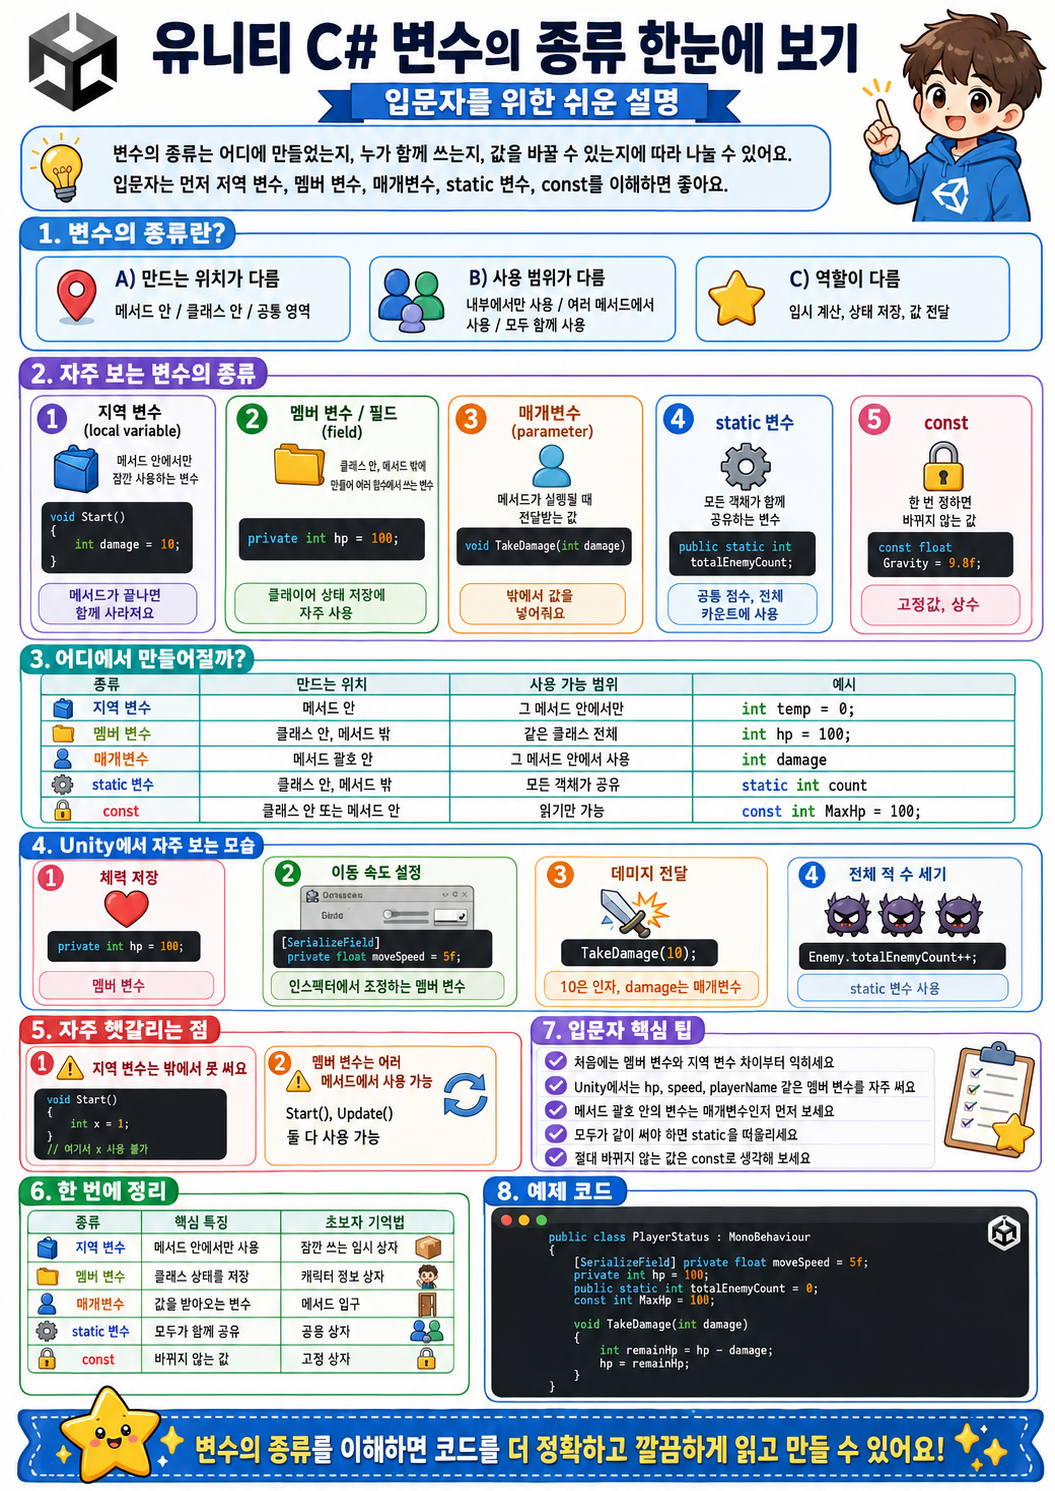 유니티 C# 변수의 종류 한눈에 보기
입문자를 위한 쉬운 설명
변수의 종류는 어디에 만들었는지, 누가 함께 쓰는지, 값을 바꿀 수 있는지에 따라 나눌 수 있어요.
입문자는 먼저 저역 변수, 멤버 변수, 매개변수, static 변수, const를 이해하면 좋아요.
1. 변수의 종류란?
A) 만드는 위치가 다름
메서드 안 / 클래스 안 / 공통 영역
B) 사용 범위가 다름
내부에서만 사용 / 여러 메서드에서
사용 / 모두 함께 사용
C) 역할이 다름
임시 계산, 상태 저장, 값 전달
2. 자주 보는 변수의 종류
1 지역 변수
(local variable)
메서드 안에서만
잠깐 사용하는 변수
void Start()
{
int damage = 10;
}
메서드가 끝나면
함께 사라져요
2 멤버 변수 / 필드
(field)
클래스 안, 메서드 밖에
만들어 여러 함수에서 쓰는 변수
private int hp = 100;
클래이어 상태 저장에
자주 사용
3 매개변수
(parameter)
메서드가 실행될 때
전달받는 값
void TakeDamage(int damage)
밖에서 값을
넣어줘요
4 static 변수
모든 객체가 함께
공유하는 변수
public static int
totalEnemyCount;
공통 점수, 전체
카운트에 사용
5 const
한 번 정하면
바뀌지 않는 값
const float
Gravity = 9.8f;
고정값, 상수
3. 어디에서 만들어질까?
종류 만드는 위치 사용 가능 범위 예시
지역 변수 메서드 안 그 메서드 안에서만 int temp = 0;
멤버 변수 클래스 안, 메서드 밖 같은 클래스 전체 int hp = 100;
매개변수 메서드 괄호 안 그 메서드 안에서 사용 int damage
static 변수 클래스 안, 메서드 밖 모든 객체가 공유 static int count
const 클래스 안 또는 메서드 안 읽기만 가능 const int MaxHp = 100;
4. Unity에서 자주 보는 모습
1 체력 저장
private int hp = 100;
멤버 변수
2 이동 속도 설정
[SerializeField]
private float moveSpeed = 5f;
인스펙터에서 조정하는 멤버 변수
3 데미지 전달
TakeDamage(10);
10은 인자, damage는 매개변수
4 전체 적 수 세기
Enemy.totalEnemyCount++;
static 변수 사용
5. 자주 헷갈리는 점
1 지역 변수는 밖에서 못 써요
void Start()
{
int x = 1;
}
// 여기서 x 사용 불가
2 멤버 변수는 여러
메서드에서 사용 가능
Start(), Update()
둘 다 사용 가능
7. 입문자 핵심 팁
처음에는 멤버 변수와 지역 변수 차이부터 익히세요
Unity에서는 hp, speed, playerName 같은 멤버 변수를 자주 써요
메서드 괄호 안의 변수는 매개변수인저 먼저 보세요
모두가 같이 써야 하면 static을 떠올리세요
절대 바뀌지 않는 값은 const로 생각해 보세요
6. 한 번에 정리
종류 핵심 특징 초보자 기억법
지역 변수 메서드 안에서만 사용 잠깐 쓰는 임시 상자
멤버 변수 클래스 상태를 저장 캐릭터 정보 상자
매개변수 값을 받아오는 변수 메서드 입구
static 변수 모두가 함께 공유 공용 상자
const 바뀌지 않는 값 고정 상자
8. 예제 코드
public class PlayerStatus : MonoBehaviour
{
[SerializeField] private float moveSpeed = 5f;
private int hp = 100;
public static int totalEnemyCount = 0;
const int MaxHp = 100;
void TakeDamage(int damage)
{
int remainHp = hp - damage;
hp = remainHp;
}
}
변수의 종류를 이해하면 코드를 더 정확하고 깔끔하게 읽고 만들 수 있어요!